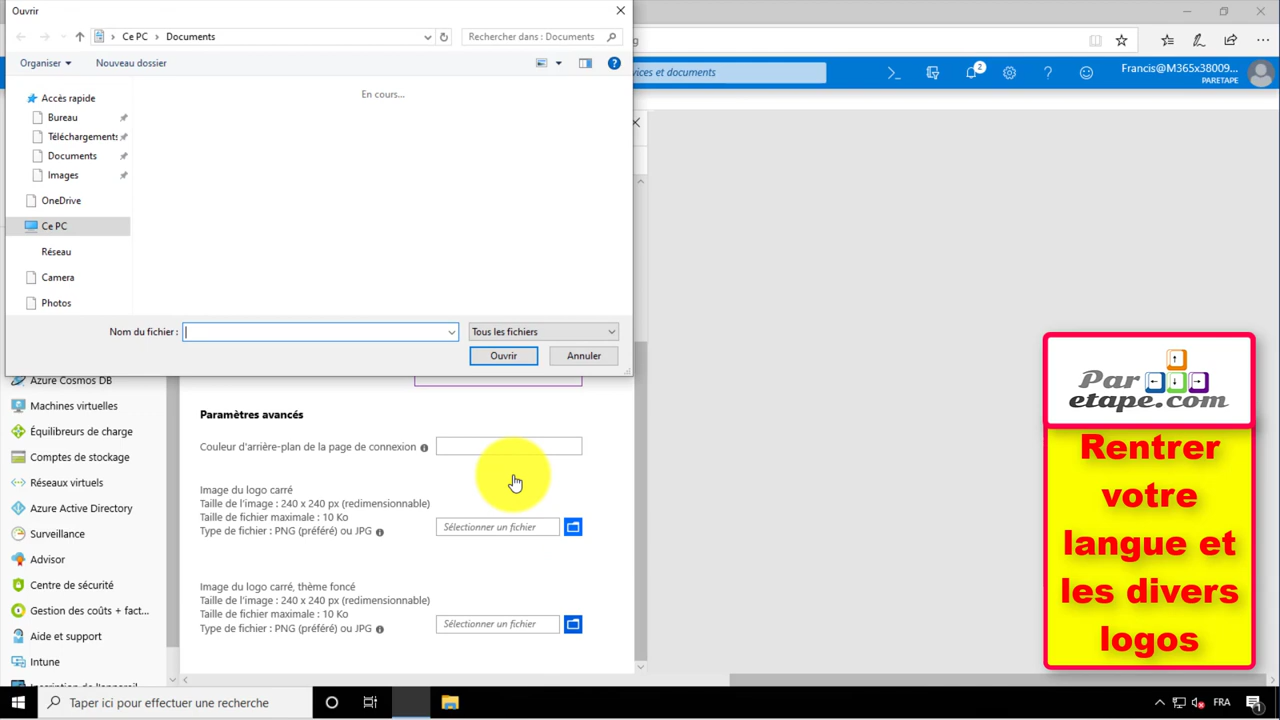 Ouvrir
Ce PC > Documents
Rechercher dans : Documents
Organiser
Nouveau dossier
En cours...
Accès rapide
Bureau
Téléchargements
Documents
Images
OneDrive
Ce PC
Réseau
Camera
Photos
Nom du fichier :
Tous les fichiers
Ouvrir
Annuler
ices et documents
2
Francis@M365x38009...
PARETAPE
Azure Cosmos DB
Machines virtuelles
Équilibreurs de charge
Comptes de stockage
Réseaux virtuels
Azure Active Directory
Surveillance
Advisor
Centre de sécurité
Gestion des coûts + fact...
Aide et support
Intune
Paramètres avancés
Couleur d'arrière-plan de la page de connexion
Image du logo carré
Taille de l'image : 240 x 240 px (redimensionnable)
Taille de fichier maximale : 10 Ko
Type de fichier : PNG (préféré) ou JPG
Sélectionner un fichier
Image du logo carré, thème foncé
Taille de l'image : 240 x 240 px (redimensionnable)
Taille de fichier maximale : 10 Ko
Type de fichier : PNG (préféré) ou JPG
Sélectionner un fichier
Par
etape.com
Rentrer
votre
langue et
les divers
logos
Taper ici pour effectuer une recherche
FRA
1